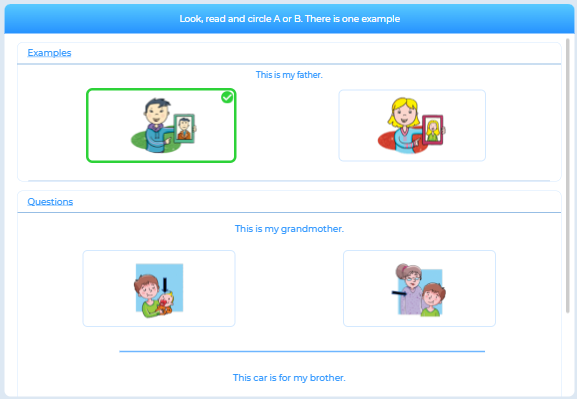 Look, read and circle A or B. There is one example
Examples
This is my father.
Questions
This is my grandmother.
This car is for my brother.